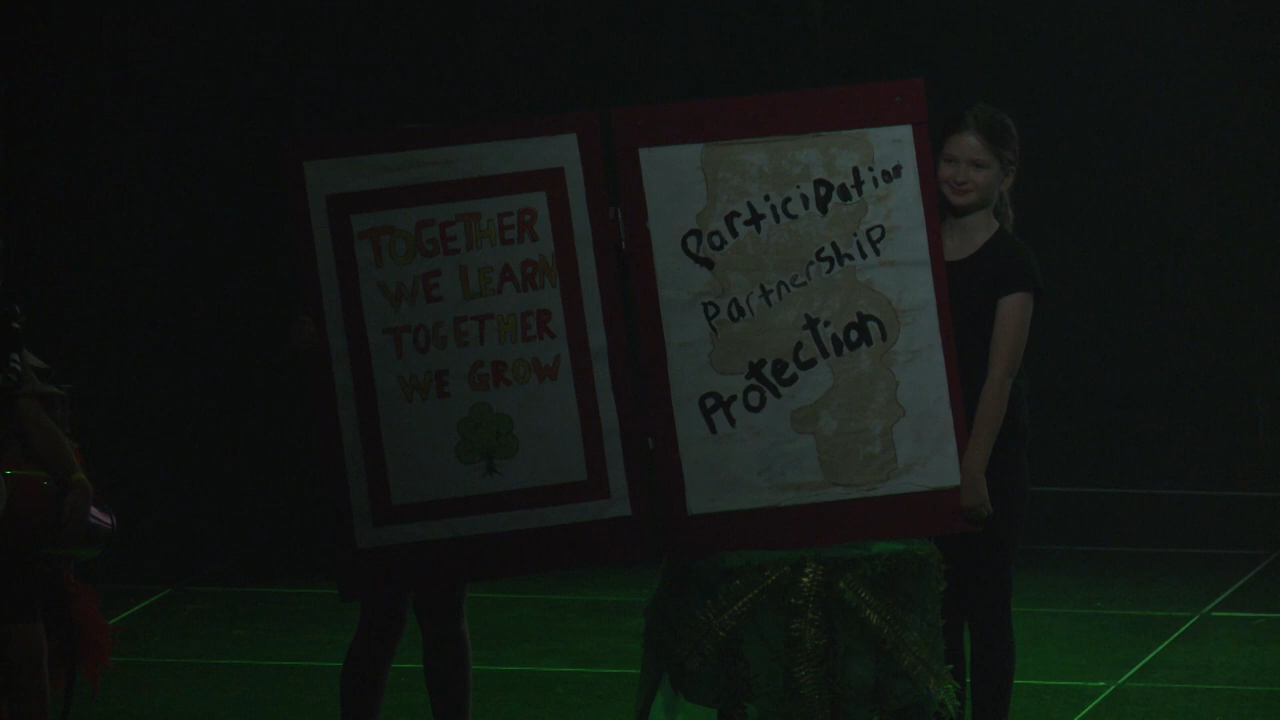 TOGETHER
WE LEARN
TOGETHER
WE GROW
Participation
Partnership
Protection